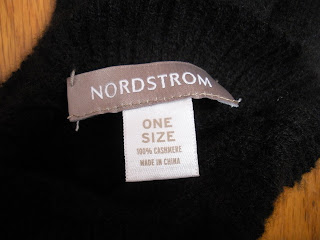 NORDSTROM
ONE
SIZE
100% CASHMERE
MADE IN CHINA